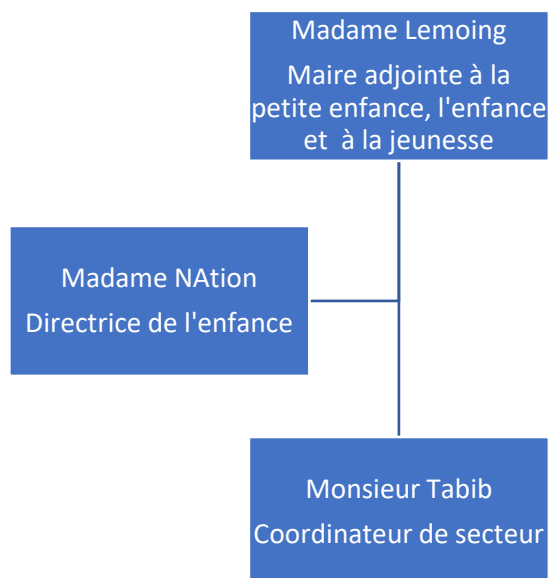 Madame Lemoing
Maire adjointe à la
petite enfance, l'enfance
et à la jeunesse
Madame NAtion
Directrice de l'enfance
Monsieur Tabib
Coordinateur de secteur